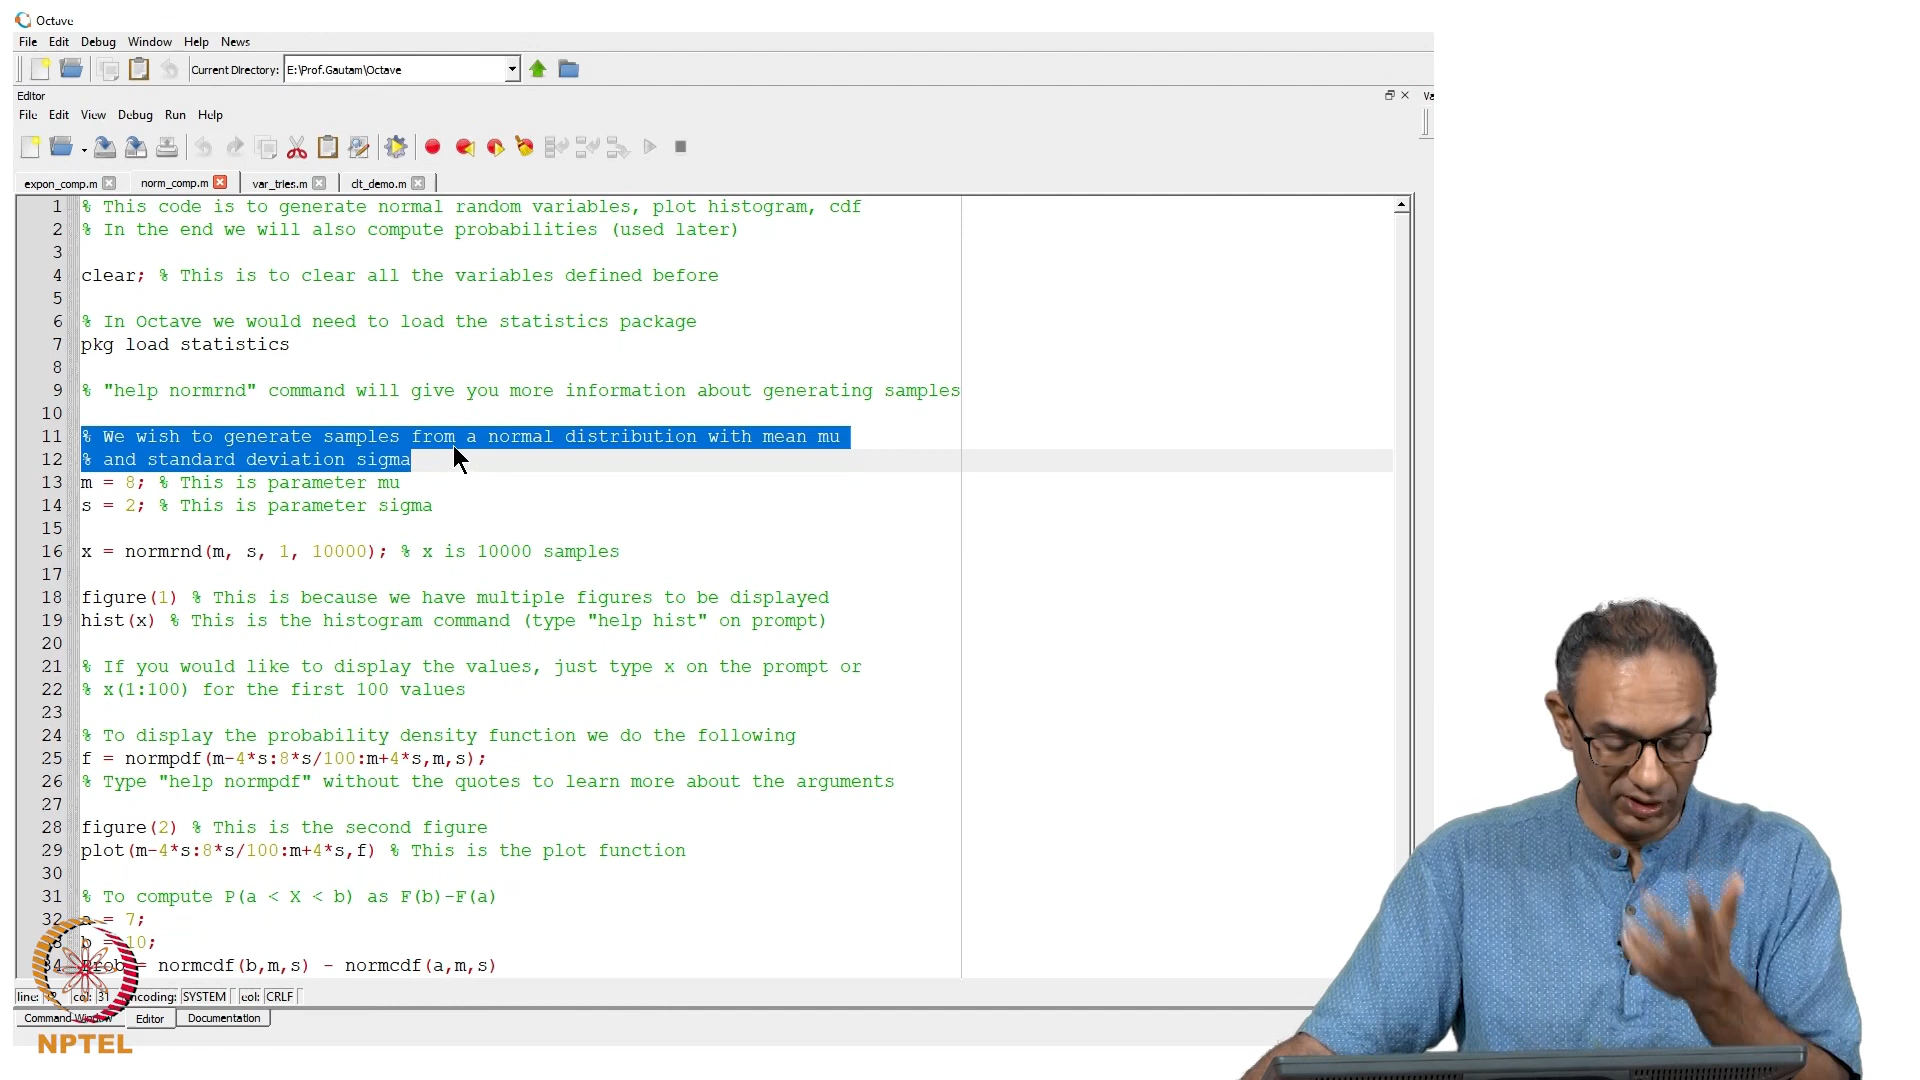 Octave
File Edit Debug Window Help News
Current Directory: E:\Prof.Gautam\Octave
Editor
File Edit View Debug Run Help
expon_comp.m norm_comp.m var_tries.m clt_demo.m
1 % This code is to generate normal random variables, plot histogram, cdf
2 % In the end we will also compute probabilities (used later)
3
4 clear; % This is to clear all the variables defined before
5
6 % In Octave we would need to load the statistics package
7 pkg load statistics
8
9 % "help normrnd" command will give you more information about generating samples
10
11 % We wish to generate samples from a normal distribution with mean mu
12 % and standard deviation sigma
13 m = 8; % This is parameter mu
14 s = 2; % This is parameter sigma
15
16 x = normrnd(m, s, 1, 10000); % x is 10000 samples
17
18 figure(1) % This is because we have multiple figures to be displayed
19 hist(x) % This is the histogram command (type "help hist" on prompt)
20
21 % If you would like to display the values, just type x on the prompt or
22 % x(1:100) for the first 100 values
23
24 % To display the probability density function we do the following
25 f = normpdf(m-4*s:8*s/100:m+4*s,m,s);
26 % Type "help normpdf" without the quotes to learn more about the arguments
27
28 figure(2) % This is the second figure
29 plot(m-4*s:8*s/100:m+4*s,f) % This is the plot function
30
31 % To compute P(a < X < b) as F(b)-F(a)
32 a = 7;
b = 10;
34 Prob = normcdf(b,m,s) - normcdf(a,m,s)
line: col: 31 encoding: SYSTEM eol: CRLF
Command Window Editor Documentation
NPTEL